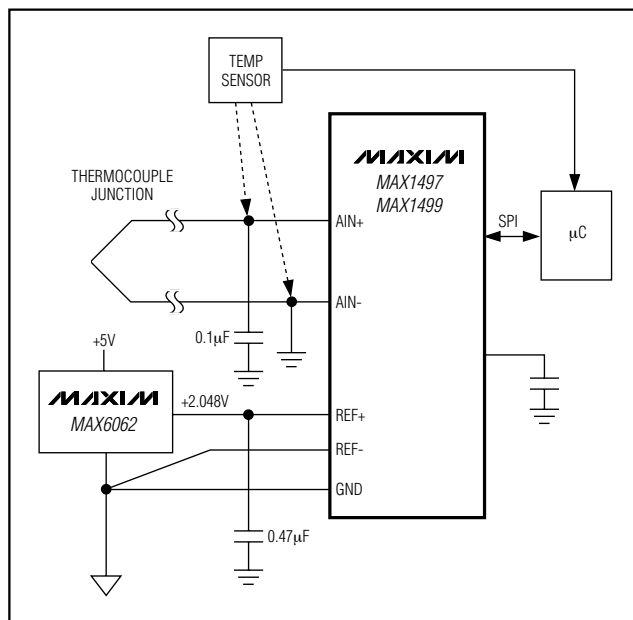 TEMP
SENSOR
THERMOCOUPLE
JUNCTION
MAXIM
MAX1497
MAX1499
AIN+
SPI
µC
AIN-
0.1µF
+5V
MAXIM
MAX6062
+2.048V
REF+
REF-
GND
0.47µF